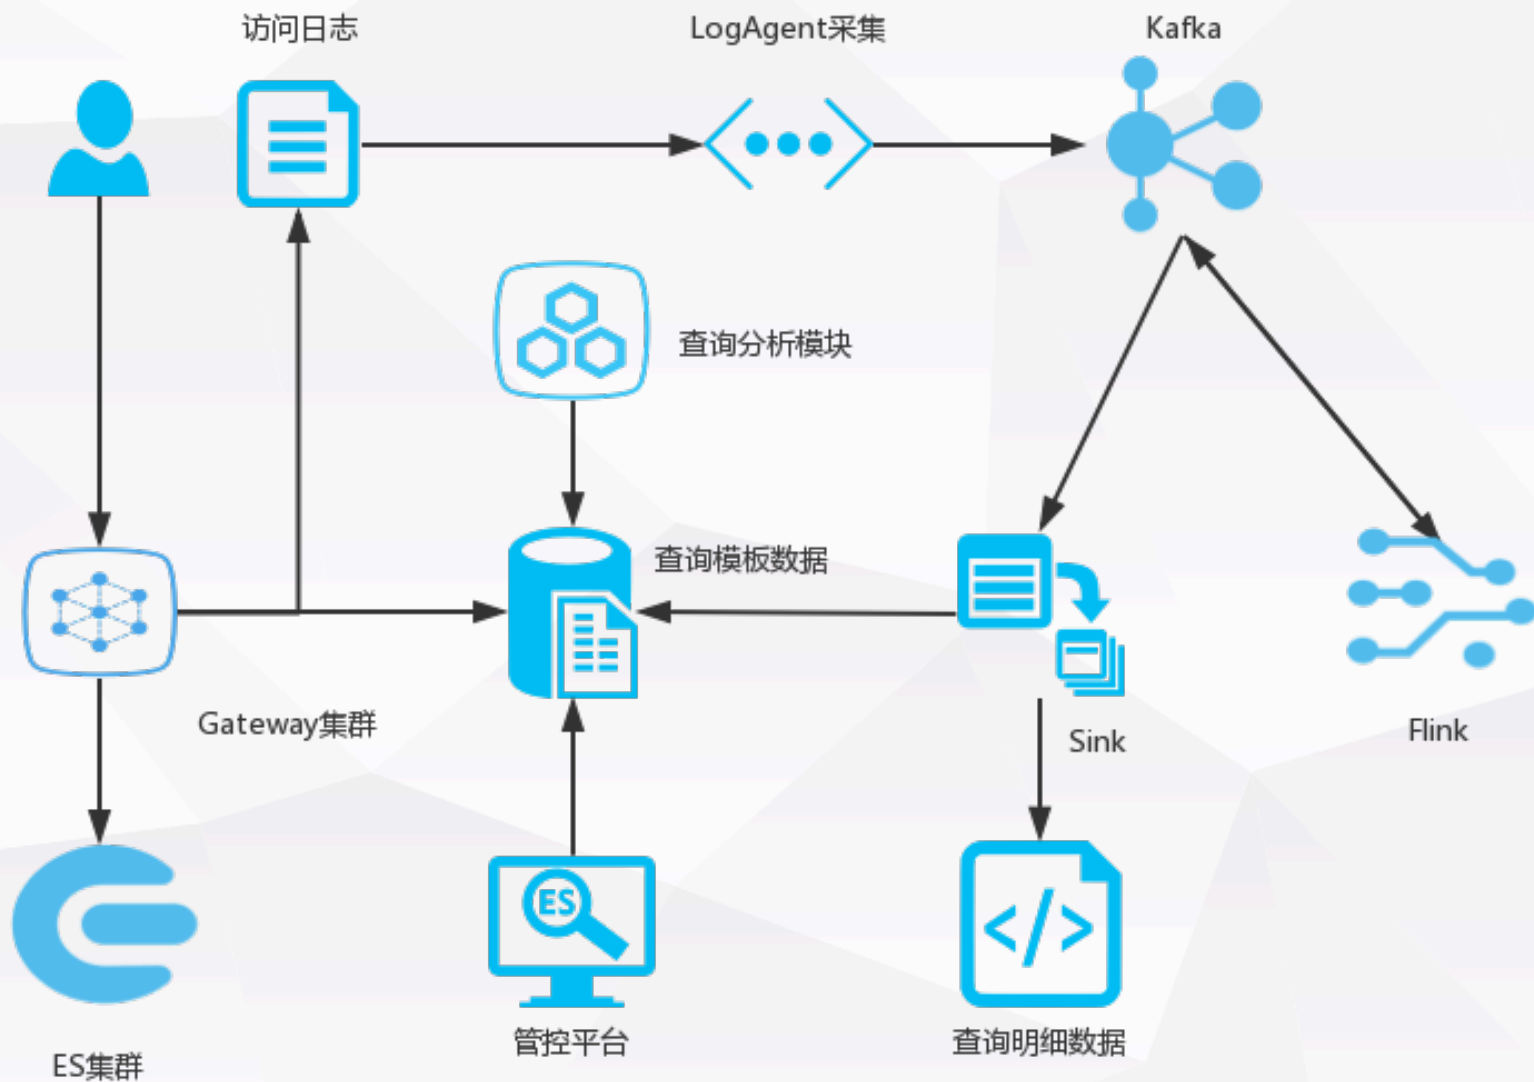 访问日志
LogAgent采集
Kafka
查询分析模块
查询模板数据
Gateway集群
Sink
Flink
ES
ES集群
管控平台
查询明细数据